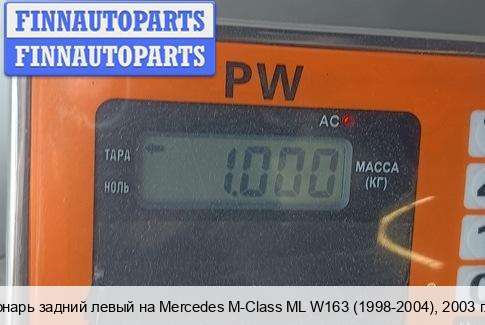 FINNAUTOPARTS
FINNAUTOPARTS
PW
AC
ТАРА
1.000
МАССА
НОЛЬ
(КГ)
онарь задний левый на Mercedes M-Class ML W163 (1998-2004), 2003 г.